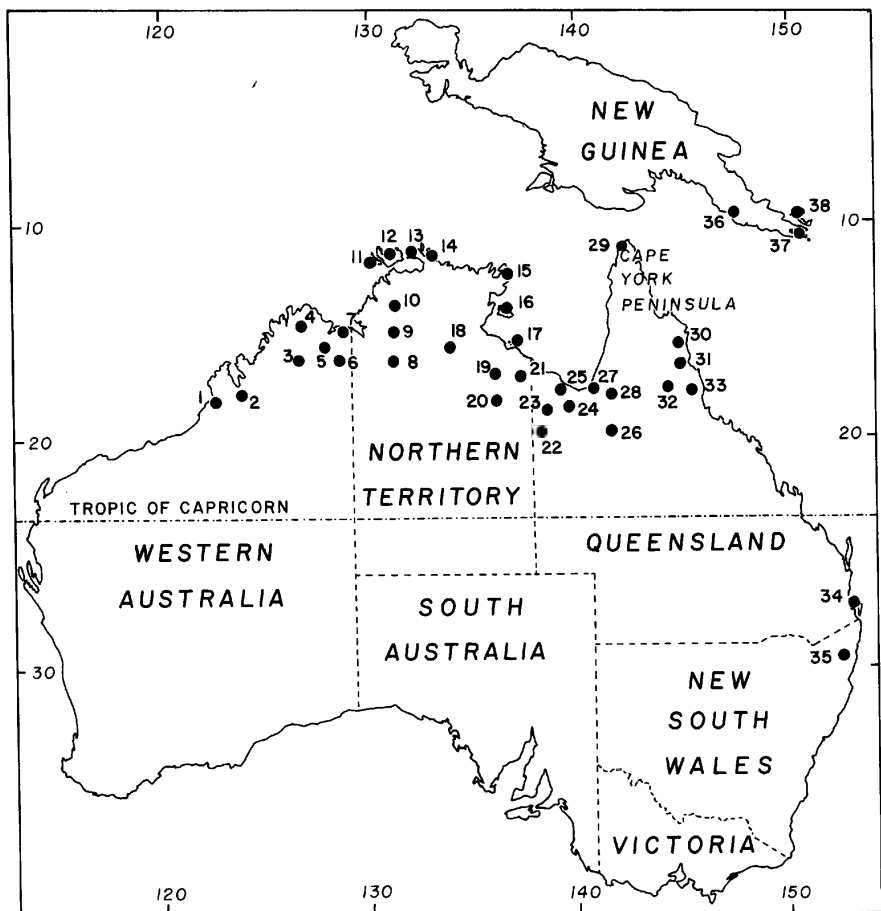 120 130 140 150
NEW
GUINEA
10
12 13 14
11
29
CAPE
YORK
PENINSULA
36
38
37
10
15
16
10
4
7
9
18
17
30
3
5
6
8
19
21
25
27
31
1
2
20
23
24
28
32
33
22
26
20
20
NORTHERN
TERRITORY
TROPIC OF CAPRICORN
WESTERN
AUSTRALIA
QUEENSLAND
SOUTH
AUSTRALIA
34
35
30
NEW
SOUTH
WALES
VICTORIA
120 130 140 150